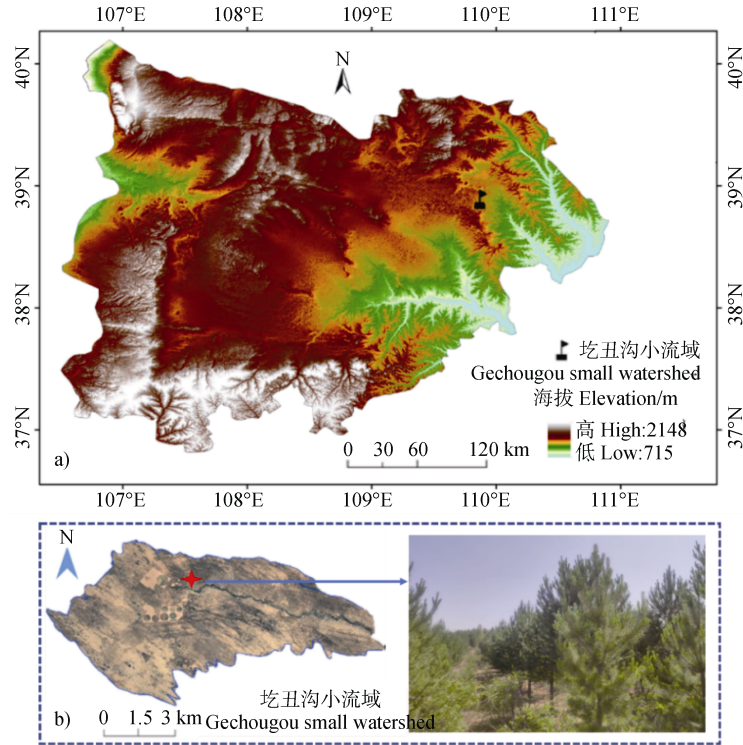 107°E 108°E 109°E 110°E 111°E
40°N 40°N
N
39°N 39°N
38°N 38°N
圪丑沟小流域
Gechougou small watershed
海拔 Elevation/m
37°N 37°N
高 High:2148
低 Low:715
a)
0 30 60 120 km
107°E 108°E 109°E 110°E 111°E
N
圪丑沟小流域
b) 0 1.5 3 km Gechougou small watershed